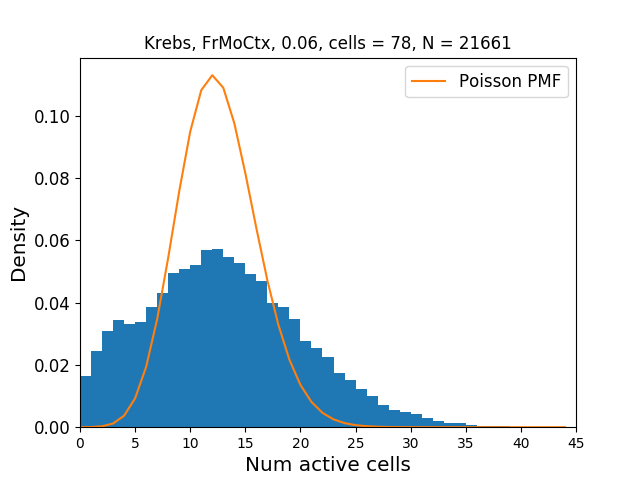 Krebs, FrMoCtx, 0.06, cells = 78, N = 21661
Poisson PMF
Density
0.10
0.08
0.06
0.04
0.02
0.00
0 5 10 15 20 25 30 35 40 45
Num active cells